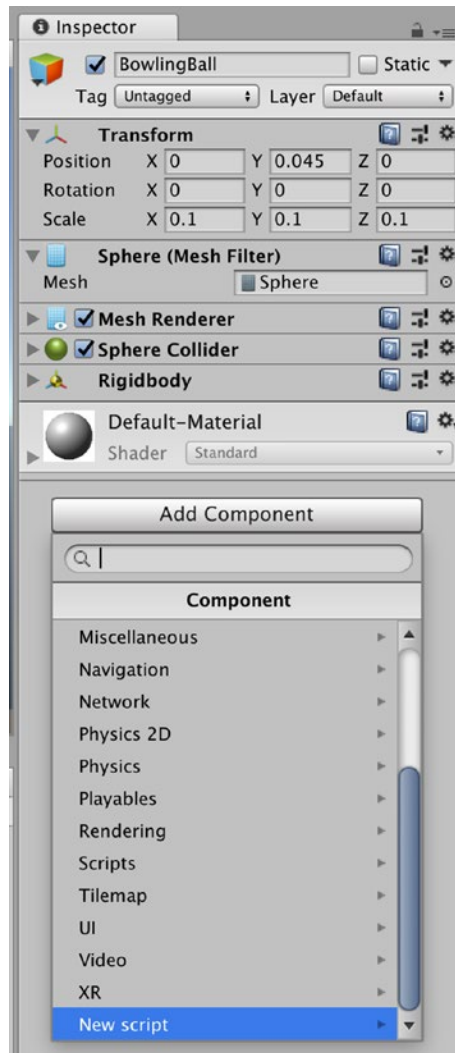 Inspector
BowlingBall Static
Tag Untagged Layer Default
Transform
Position X 0 Y 0.045 Z 0
Rotation X 0 Y 0 Z 0
Scale X 0.1 Y 0.1 Z 0.1
Sphere (Mesh Filter)
Mesh Sphere
Mesh Renderer
Sphere Collider
Rigidbody
Default-Material
Shader Standard
Add Component
Component
Miscellaneous
Navigation
Network
Physics 2D
Physics
Playables
Rendering
Scripts
Tilemap
UI
Video
XR
New script